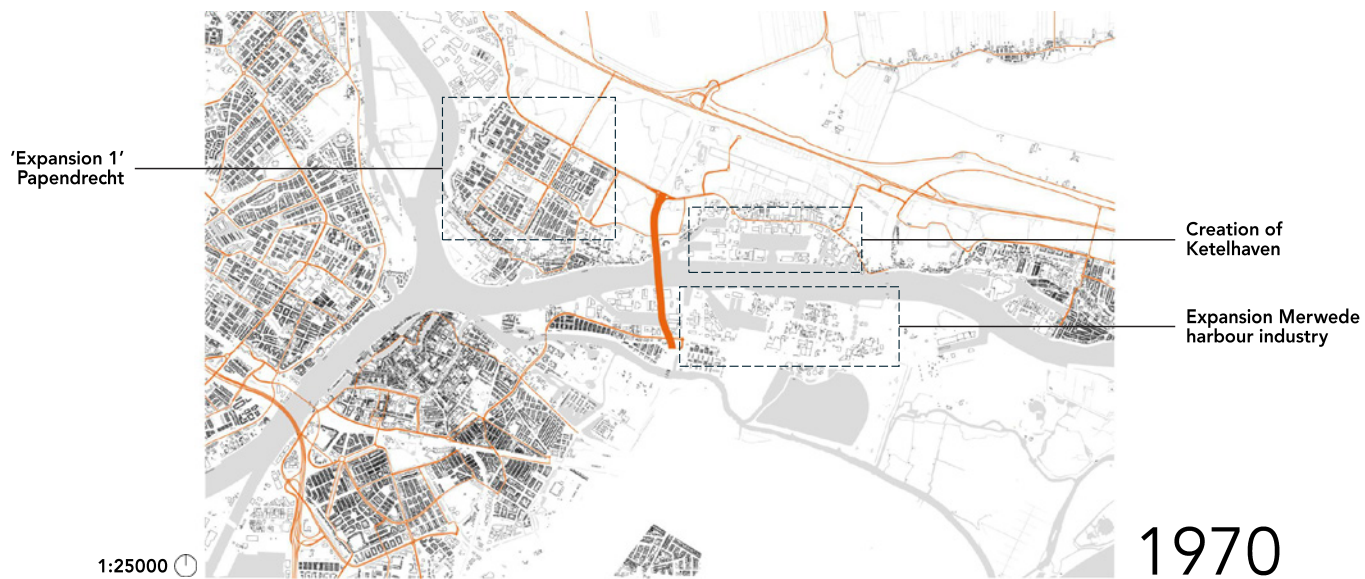 'Expansion 1'
Papendrecht
Creation of
Ketelhaven
Expansion Merwede
harbour industry
1:25000
1970